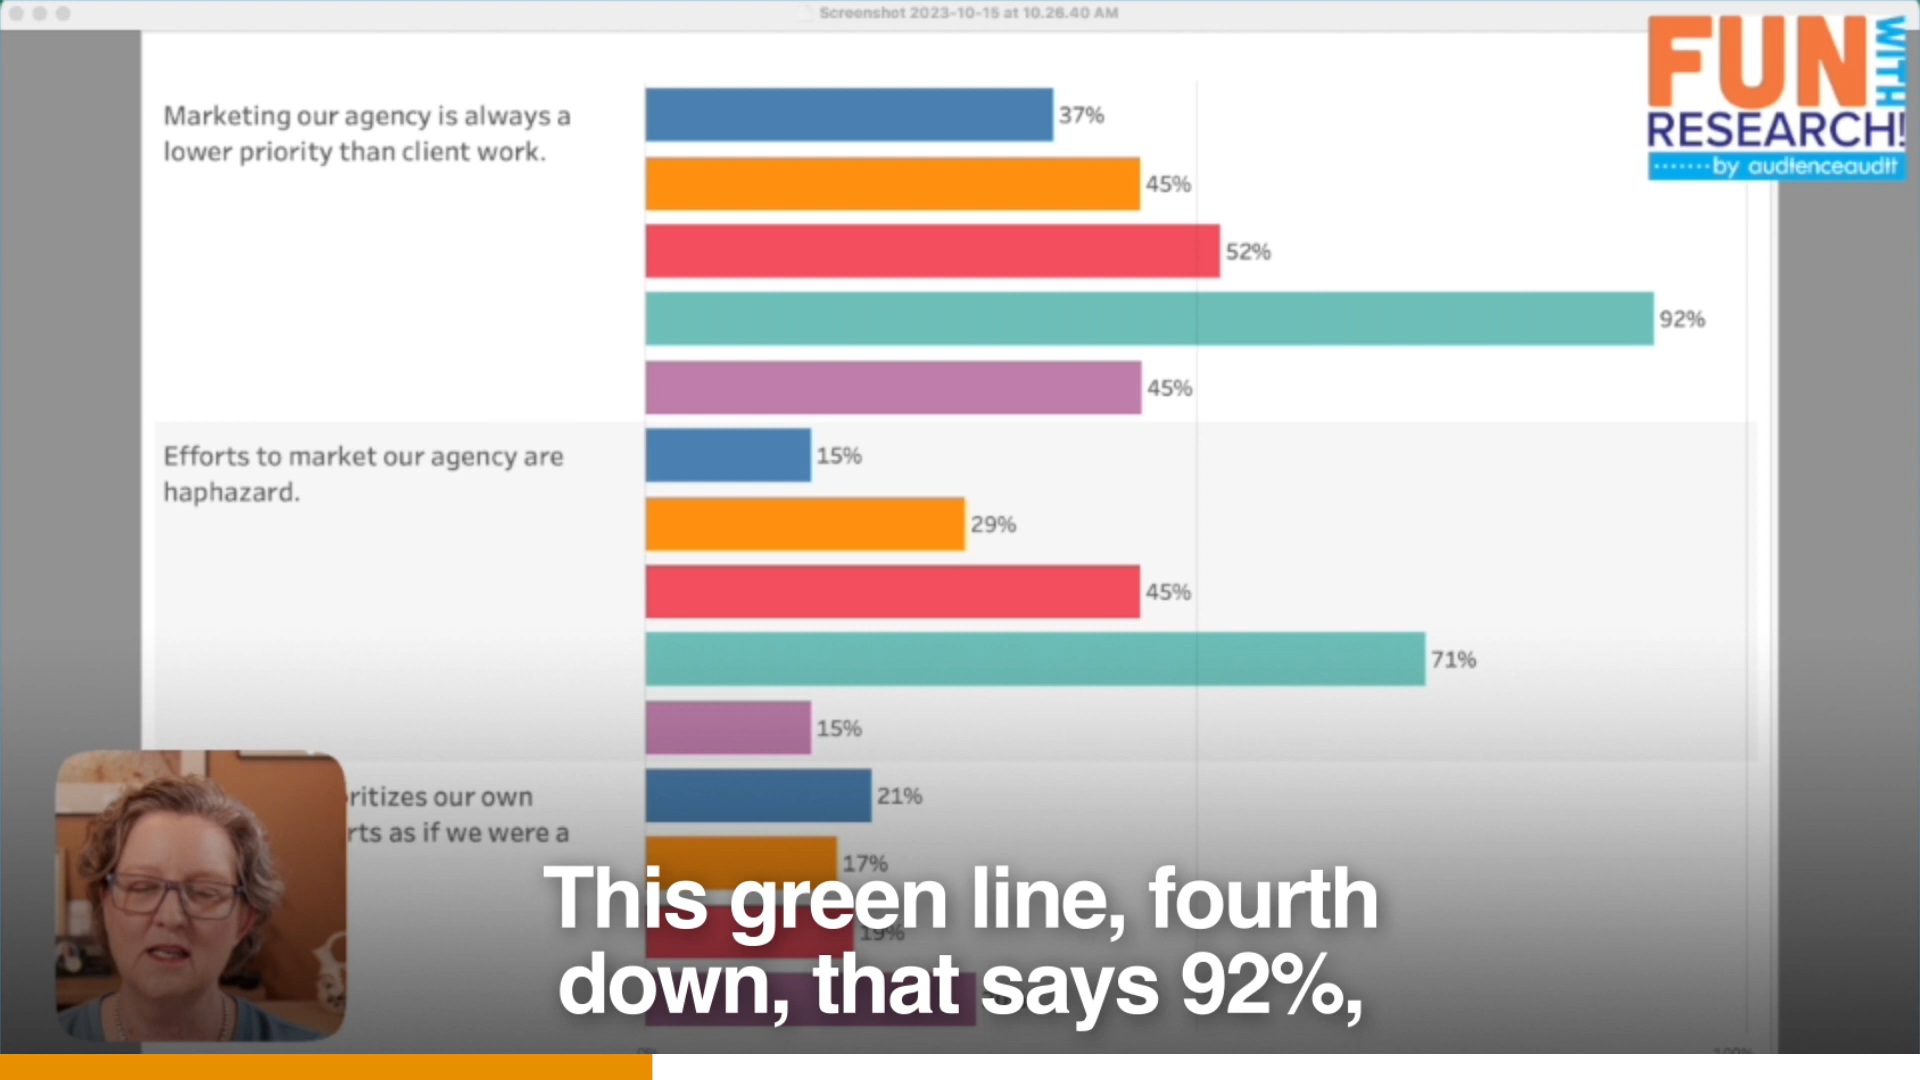 Screenshot 2023-10-15 at 10.26.40 AM
FUN WITH
RESEARCH!
by audienceaudit
Marketing our agency is always a
lower priority than client work.
37%
45%
52%
92%
45%
Efforts to market our agency are
haphazard.
15%
29%
45%
71%
15%
ritizes our own
rts as if we were a
21%
17%
19%
This green line, fourth
down, that says 92%,
0%
100%